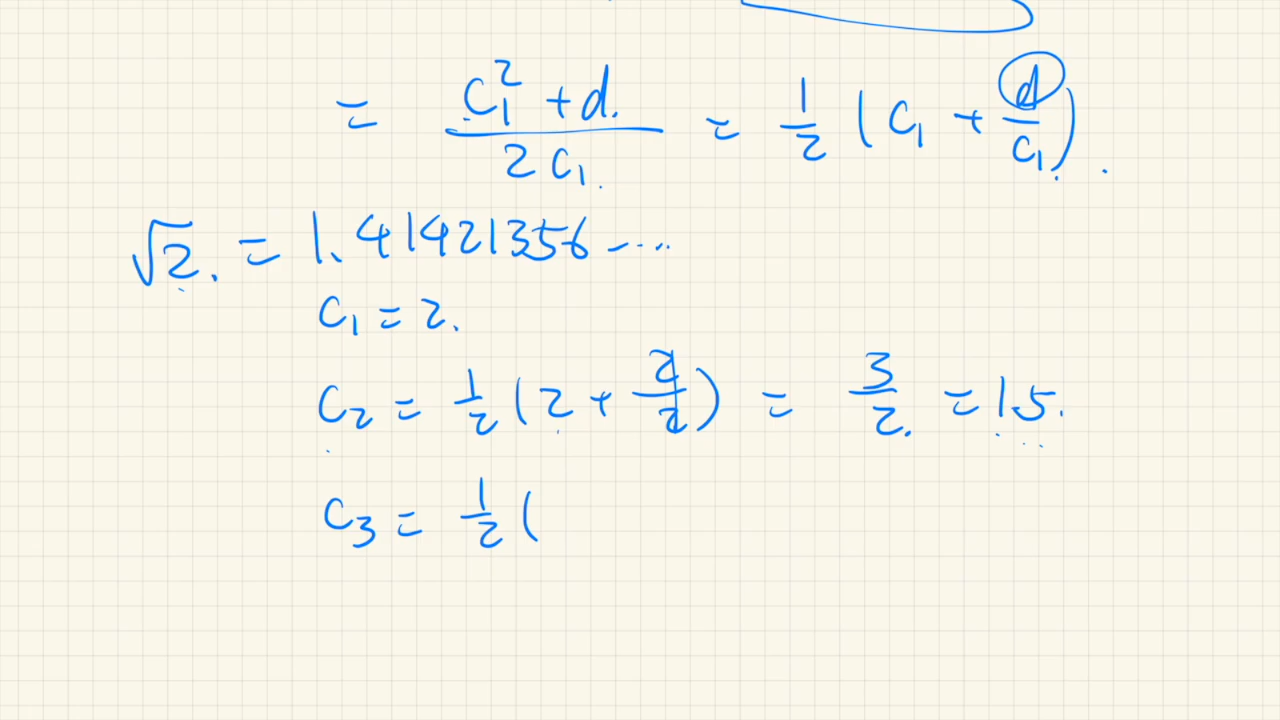 = (c₁² + d.) / (2c₁.) = 1/2 (c₁ + d/c₁).
√2. = 1.41421356-...
c₁ = 2.
c₂ = 1/2 (2 + 2/2) = 3/2. = 1.5.
c₃ = 1/2 (